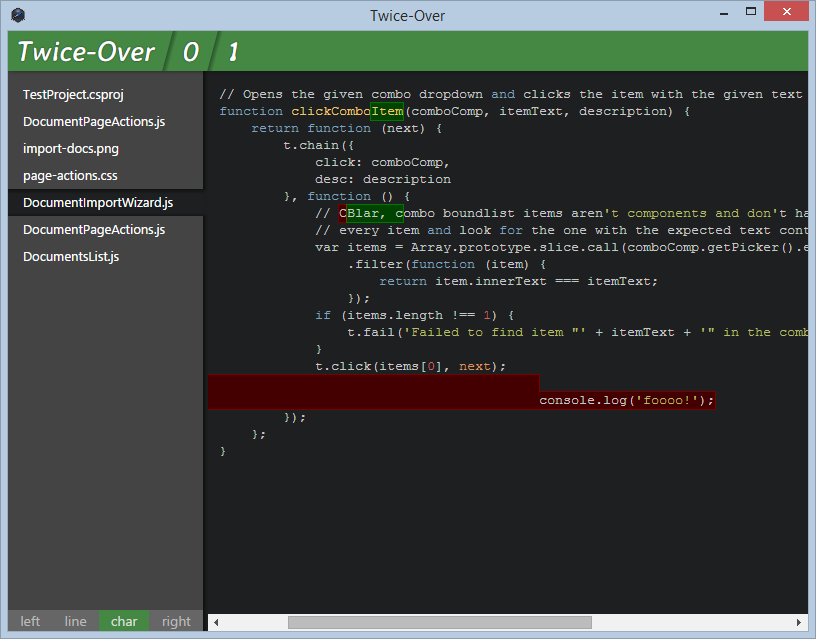 Twice-Over
Twice-Over / 0 / 1
TestProject.csproj
DocumentPageActions.js
import-docs.png
page-actions.css
DocumentImportWizard.js
DocumentPageActions.js
DocumentsList.js
// Opens the given combo dropdown and clicks the item with the given text
function clickComboItem(comboComp, itemText, description) {
return function (next) {
t.chain({
click: comboComp,
desc: description
}, function () {
// CBlar, combo boundlist items aren't components and don't ha
// every item and look for the one with the expected text cont
var items = Array.prototype.slice.call(comboComp.getPicker().e
.filter(function (item) {
return item.innerText === itemText;
});
if (items.length !== 1) {
t.fail('Failed to find item "' + itemText + '" in the comb
}
t.click(items[0], next);
console.log('foooo!');
});
};
}
left line char right